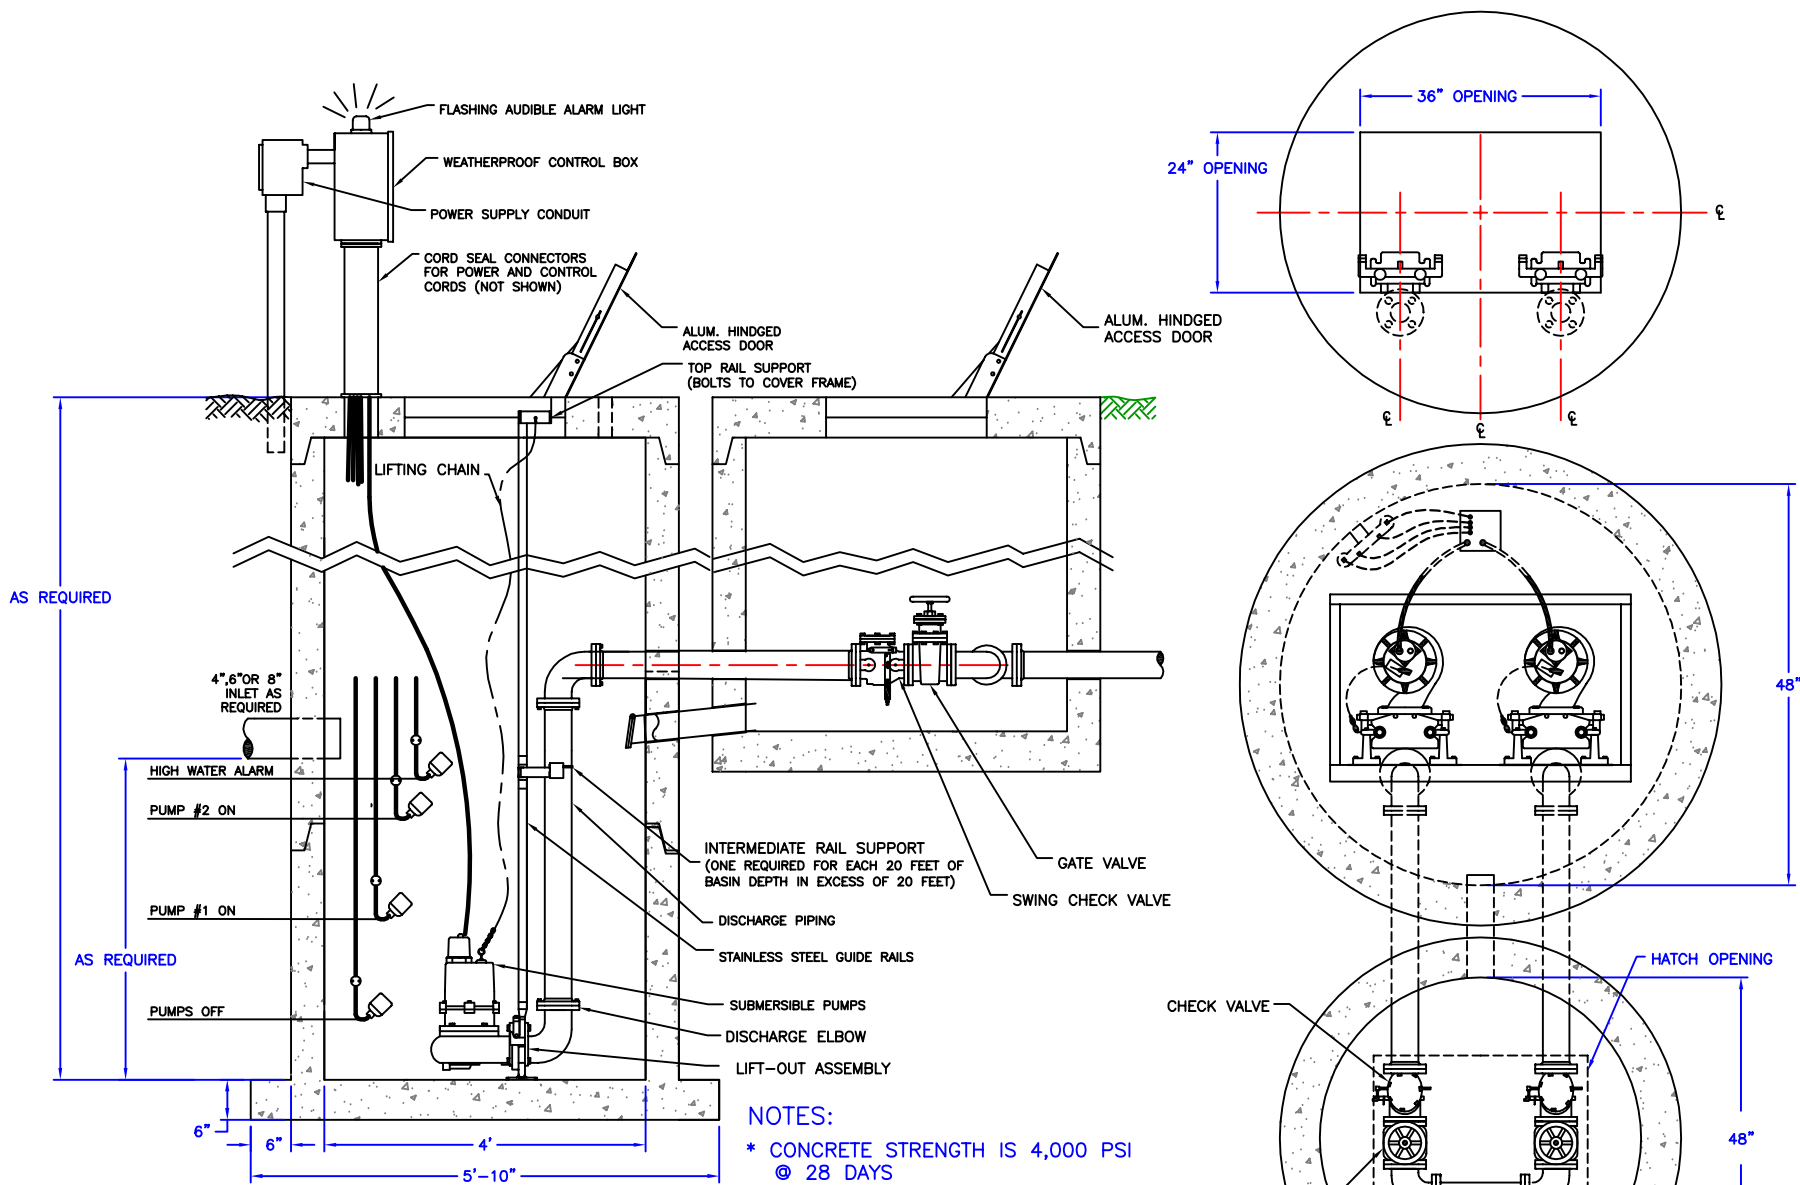 FLASHING AUDIBLE ALARM LIGHT
WEATHERPROOF CONTROL BOX
POWER SUPPLY CONDUIT
CORD SEAL CONNECTORS
FOR POWER AND CONTROL
CORDS (NOT SHOWN)
ALUM. HINDGED
ACCESS DOOR
TOP RAIL SUPPORT
(BOLTS TO COVER FRAME)
ALUM. HINDGED
ACCESS DOOR
LIFTING CHAIN
AS REQUIRED
4",6"OR 8"
INLET AS
REQUIRED
HIGH WATER ALARM
PUMP #2 ON
PUMP #1 ON
AS REQUIRED
PUMPS OFF
INTERMEDIATE RAIL SUPPORT
(ONE REQUIRED FOR EACH 20 FEET OF
BASIN DEPTH IN EXCESS OF 20 FEET)
GATE VALVE
SWING CHECK VALVE
DISCHARGE PIPING
STAINLESS STEEL GUIDE RAILS
SUBMERSIBLE PUMPS
DISCHARGE ELBOW
LIFT-OUT ASSEMBLY
6"
6"
4'
5'-10"
NOTES:
* CONCRETE STRENGTH IS 4,000 PSI
@ 28 DAYS
36" OPENING
24" OPENING
℄
℄
℄
℄
48"
HATCH OPENING
CHECK VALVE
48"